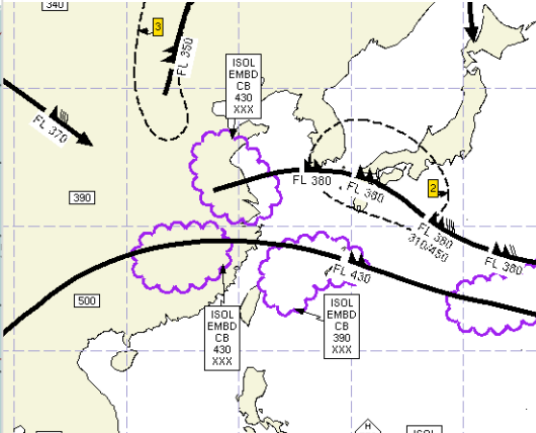 340
3
FL 350
ISOL
EMBD
CB
430
XXX
FL 370
FL 380
FL 380
2
390
FL 380
310/450
FL 380
FL 430
500
ISOL
EMBD
CB
430
XXX
ISOL
EMBD
CB
390
XXX
H
ISOL